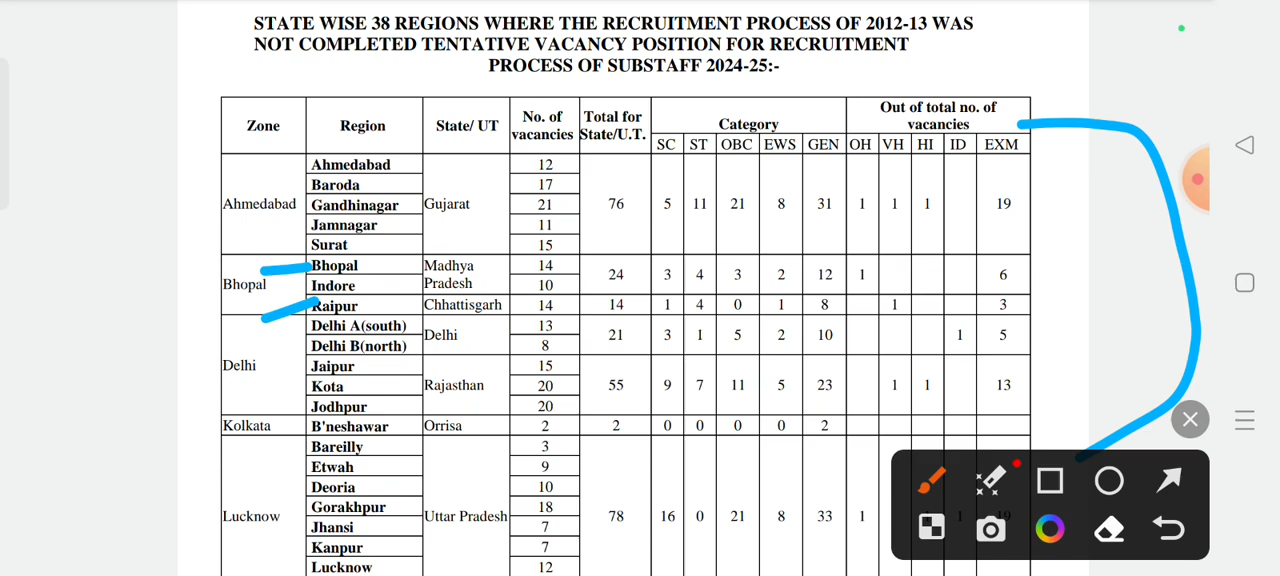 STATE WISE 38 REGIONS WHERE THE RECRUITMENT PROCESS OF 2012-13 WAS
NOT COMPLETED TENTATIVE VACANCY POSITION FOR RECRUITMENT
PROCESS OF SUBSTAFF 2024-25:-
Zone Region State/ UT No. of vacancies Total for State/U.T. Category Out of total no. of vacancies
SC ST OBC EWS GEN OH VH HI ID EXM
Ahmedabad Ahmedabad Gujarat 12 76 5 11 21 8 31 1 1 1 19
Baroda 17
Gandhinagar 21
Jamnagar 11
Surat 15
Bhopal Bhopal Madhya Pradesh 14 24 3 4 3 2 12 1 6
Indore 10
Raipur Chhattisgarh 14 14 1 4 0 1 8 1 3
Delhi Delhi A(south) Delhi 13 21 3 1 5 2 10 1 5
Delhi B(north) 8
Jaipur Rajasthan 15 55 9 7 11 5 23 1 1 13
Kota 20
Jodhpur 20
Kolkata B'neshawar Orrisa 2 2 0 0 0 0 2
Lucknow Bareilly Uttar Pradesh 3 78 16 0 21 8 33 1 1 19
Etwah 9
Deoria 10
Gorakhpur 18
Jhansi 7
Kanpur 7
Lucknow 12